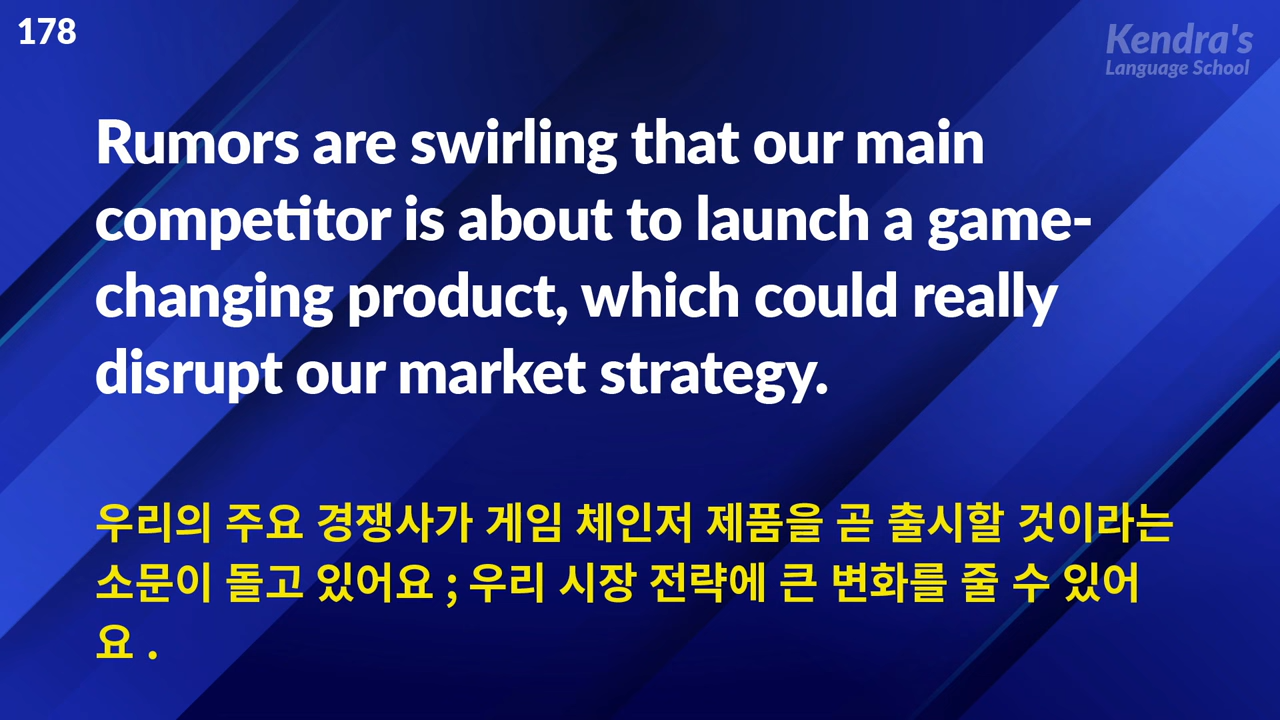 178
Kendra's
Language School
Rumors are swirling that our main
competitor is about to launch a game-
changing product, which could really
disrupt our market strategy.
우리의 주요 경쟁사가 게임 체인저 제품을 곧 출시할 것이라는
소문이 돌고 있어요 ; 우리 시장 전략에 큰 변화를 줄 수 있어
요 .